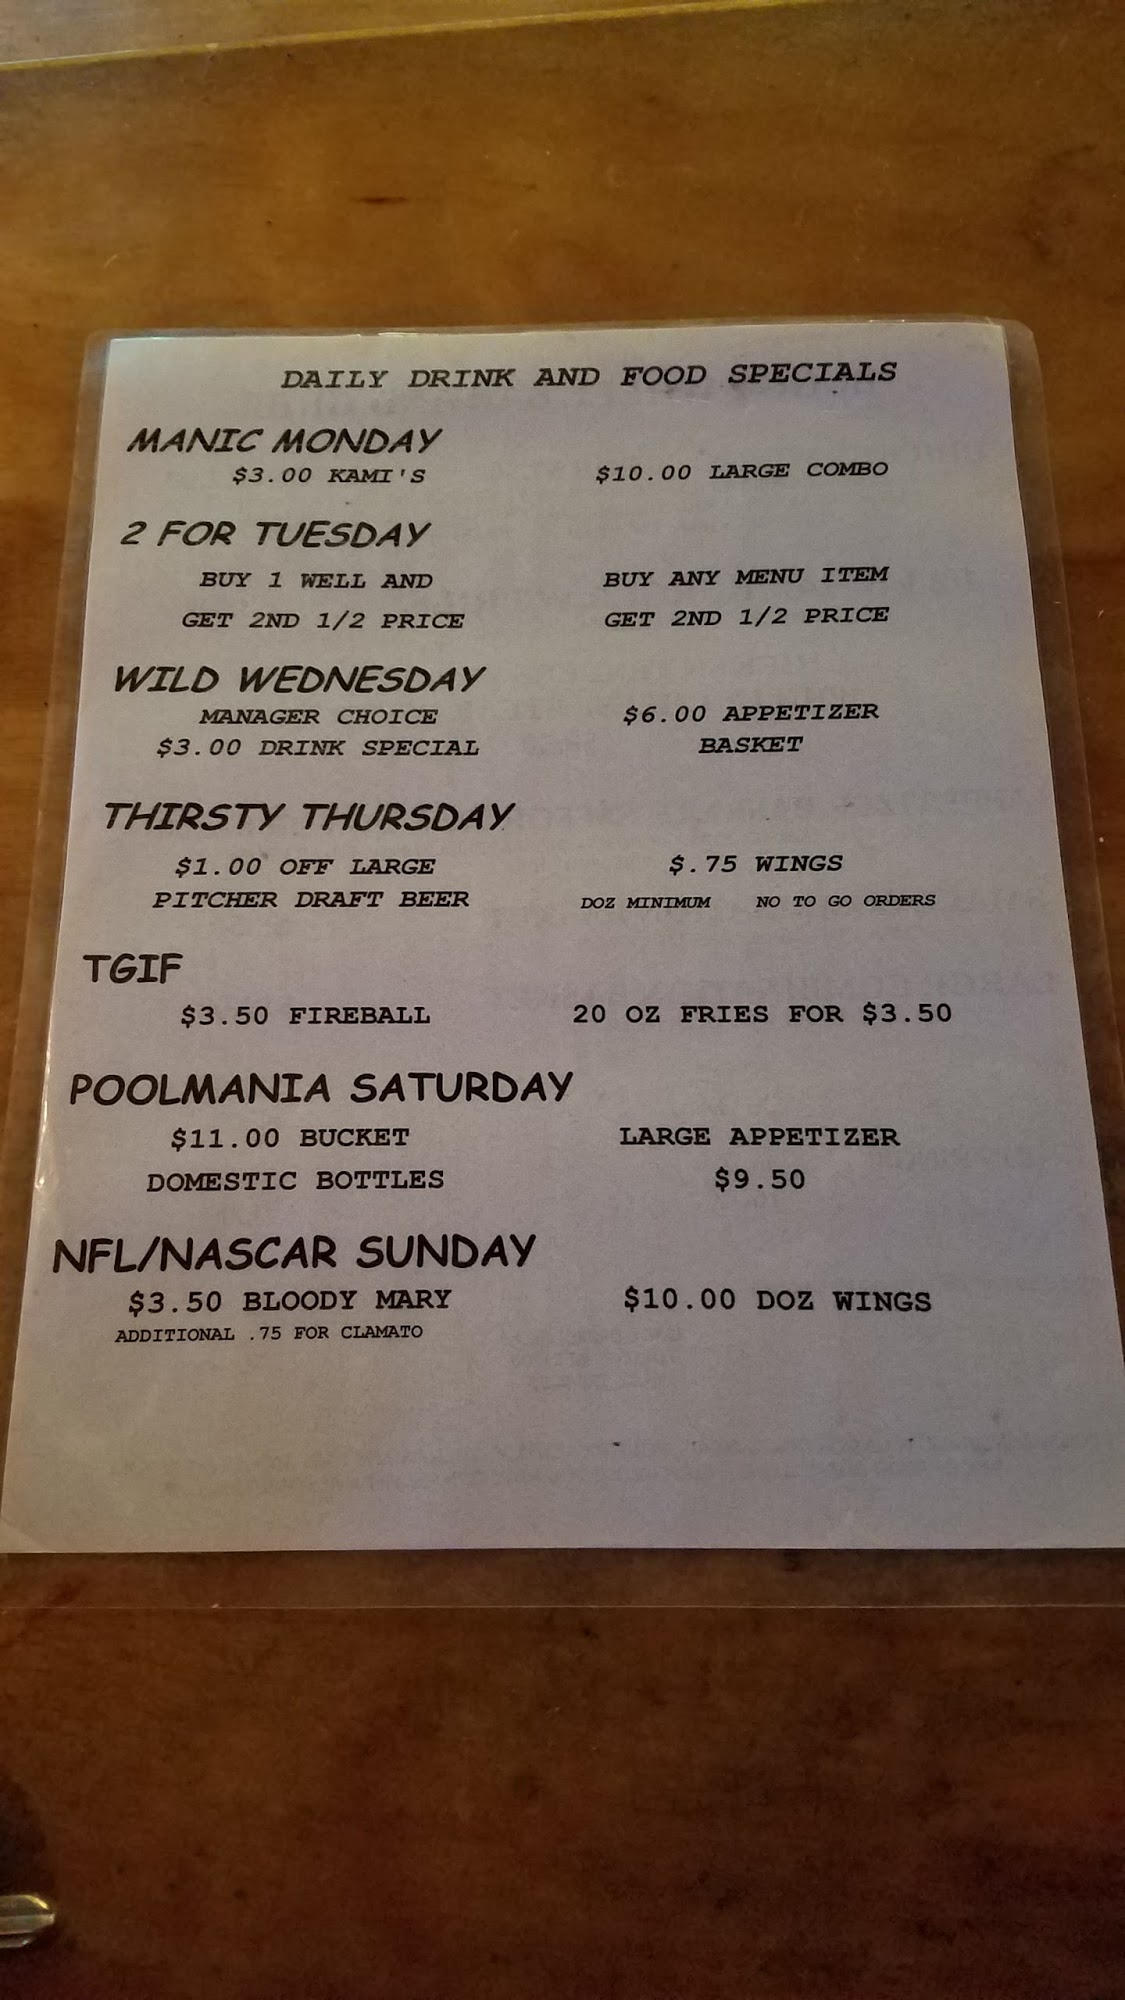 DAILY DRINK AND FOOD SPECIALS
MANIC MONDAY
$3.00 KAMI'S    $10.00 LARGE COMBO
2 FOR TUESDAY
BUY 1 WELL AND    BUY ANY MENU ITEM
GET 2ND 1/2 PRICE    GET 2ND 1/2 PRICE
WILD WEDNESDAY
MANAGER CHOICE    $6.00 APPETIZER
$3.00 DRINK SPECIAL    BASKET
THIRSTY THURSDAY
$1.00 OFF LARGE    $.75 WINGS
PITCHER DRAFT BEER    DOZ MINIMUM    NO TO GO ORDERS
TGIF
$3.50 FIREBALL    20 OZ FRIES FOR $3.50
POOLMANIA SATURDAY
$11.00 BUCKET    LARGE APPETIZER
DOMESTIC BOTTLES    $9.50
NFL/NASCAR SUNDAY
$3.50 BLOODY MARY    $10.00 DOZ WINGS
ADDITIONAL .75 FOR CLAMATO